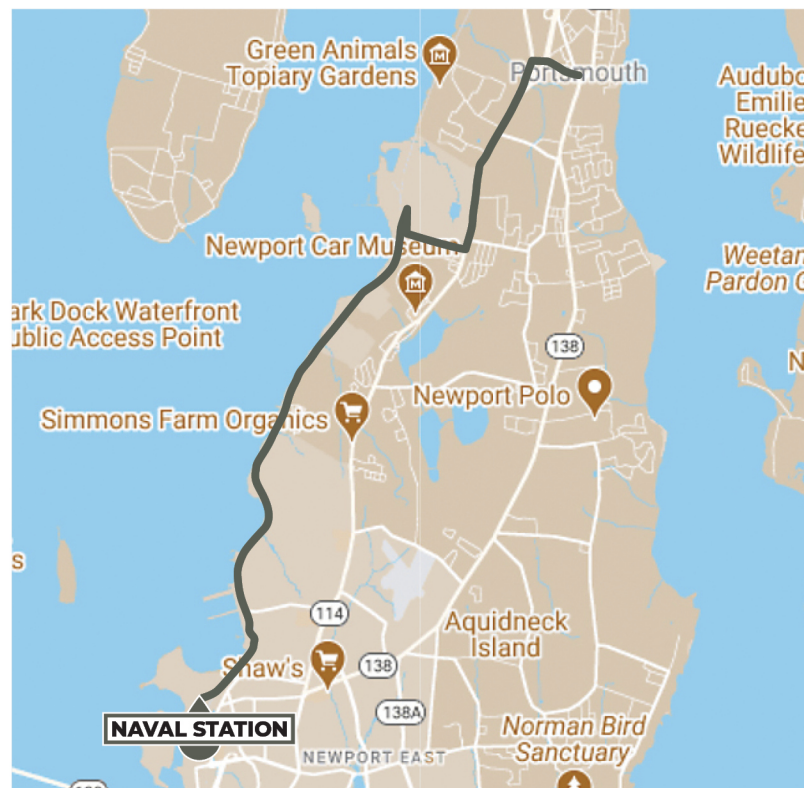 Green Animals
Topiary Gardens
Portsmouth
Audubo
Emilie
Ruecke
Wildlife
Newport Car Museum
Weetam
Pardon G
ark Dock Waterfront
ublic Access Point
138
N
Newport Polo
Simmons Farm Organics
s
114
Aquidneck
Island
Shaw's
138
138A
NAVAL STATION
Norman Bird
Sanctuary
NEWPORT EAST